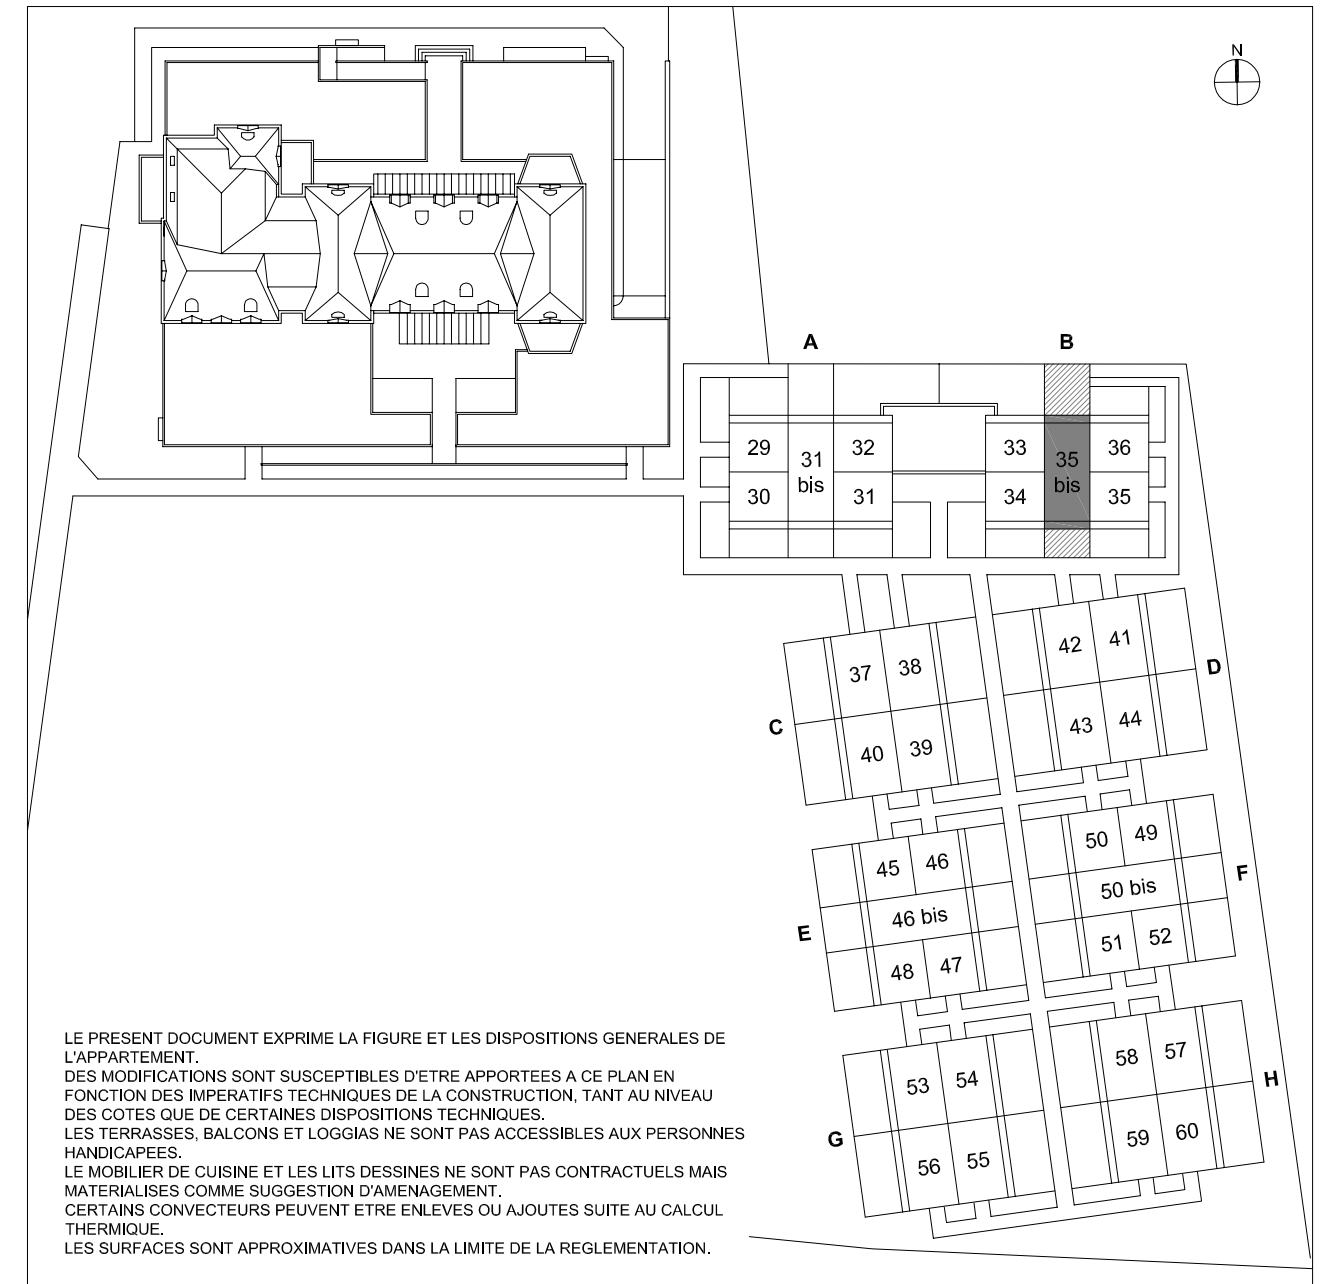 N
A
B
29
31
bis
32
33
35
bis
36
30
31
34
35
42
41
37
38
D
C
43
44
40
39
50
49
45
46
F
50 bis
46 bis
E
51
52
48
47
58
57
53
54
H
G
59
60
56
55
LE PRESENT DOCUMENT EXPRIME LA FIGURE ET LES DISPOSITIONS GENERALES DE
L'APPARTEMENT.
DES MODIFICATIONS SONT SUSCEPTIBLES D'ETRE APPORTEES A CE PLAN EN
FONCTION DES IMPERATIFS TECHNIQUES DE LA CONSTRUCTION, TANT AU NIVEAU
DES COTES QUE DE CERTAINES DISPOSITIONS TECHNIQUES.
LES TERRASSES, BALCONS ET LOGGIAS NE SONT PAS ACCESSIBLES AUX PERSONNES
HANDICAPEES.
LE MOBILIER DE CUISINE ET LES LITS DESSINES NE SONT PAS CONTRACTUELS MAIS
MATERIALISES COMME SUGGESTION D'AMENAGEMENT.
CERTAINS CONVECTEURS PEUVENT ETRE ENLEVES OU AJOUTES SUITE AU CALCUL
THERMIQUE.
LES SURFACES SONT APPROXIMATIVES DANS LA LIMITE DE LA REGLEMENTATION.